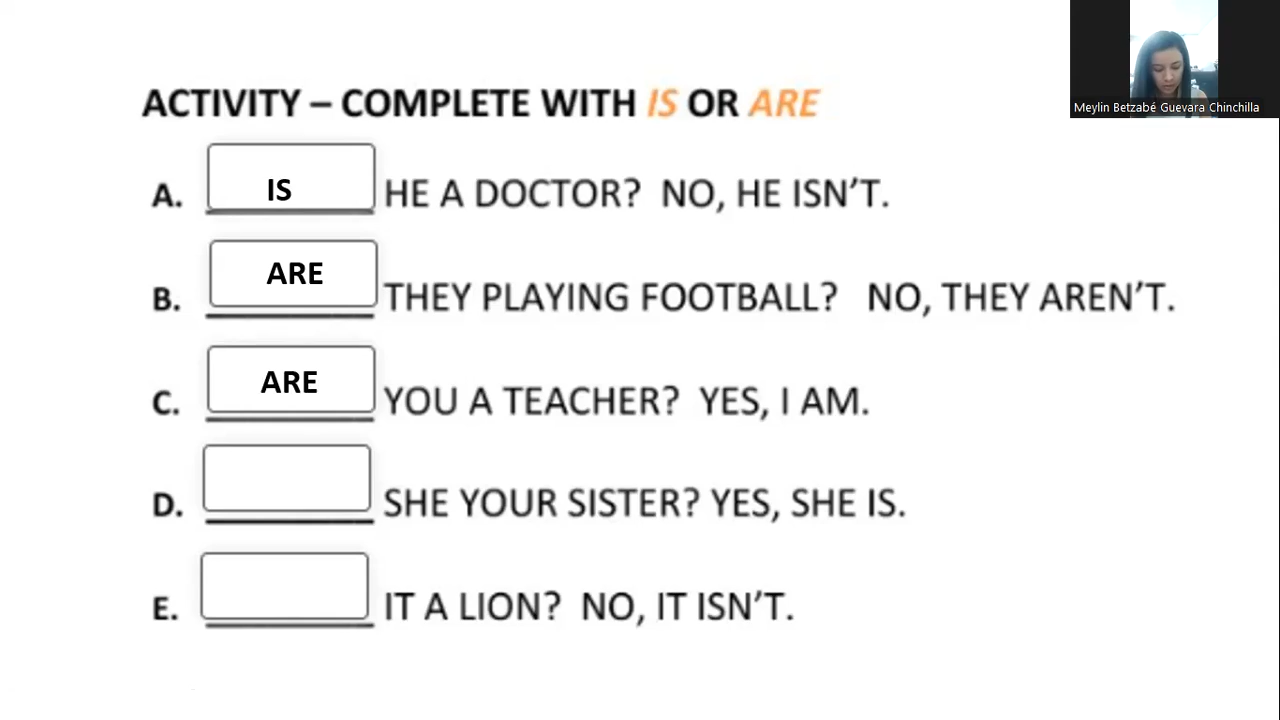 Meylin Betzabé Guevara Chinchilla
ACTIVITY – COMPLETE WITH IS OR ARE
A. IS HE A DOCTOR? NO, HE ISN’T.
B. ARE THEY PLAYING FOOTBALL? NO, THEY AREN’T.
C. ARE YOU A TEACHER? YES, I AM.
D. SHE YOUR SISTER? YES, SHE IS.
E. IT A LION? NO, IT ISN’T.